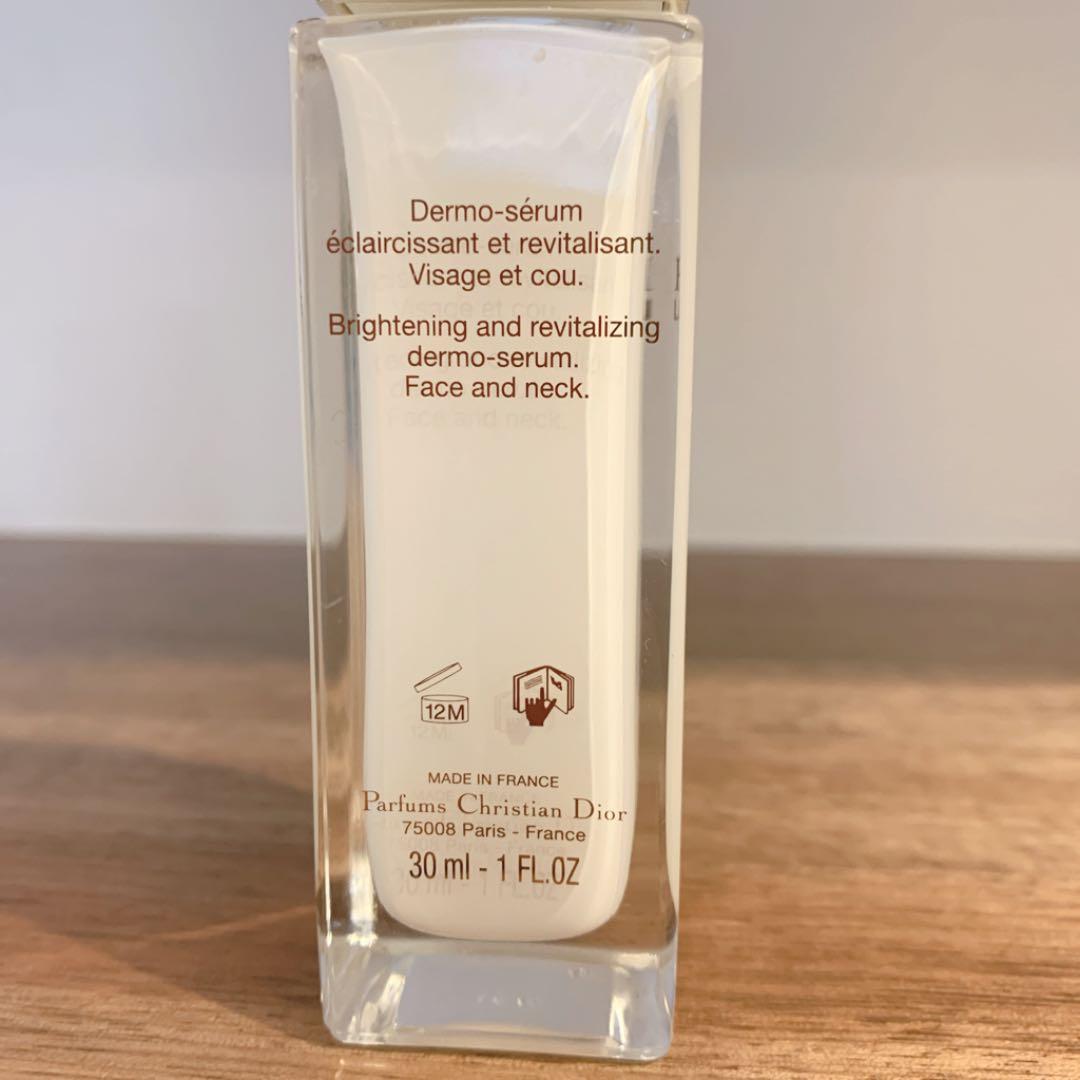 Dermo-sérum
éclaircissant et revitalisant.
Visage et cou.
Brightening and revitalizing
dermo-serum.
Face and neck.
12M
MADE IN FRANCE
Parfums Christian Dior
75008 Paris - France
30 ml - 1 FL.OZ